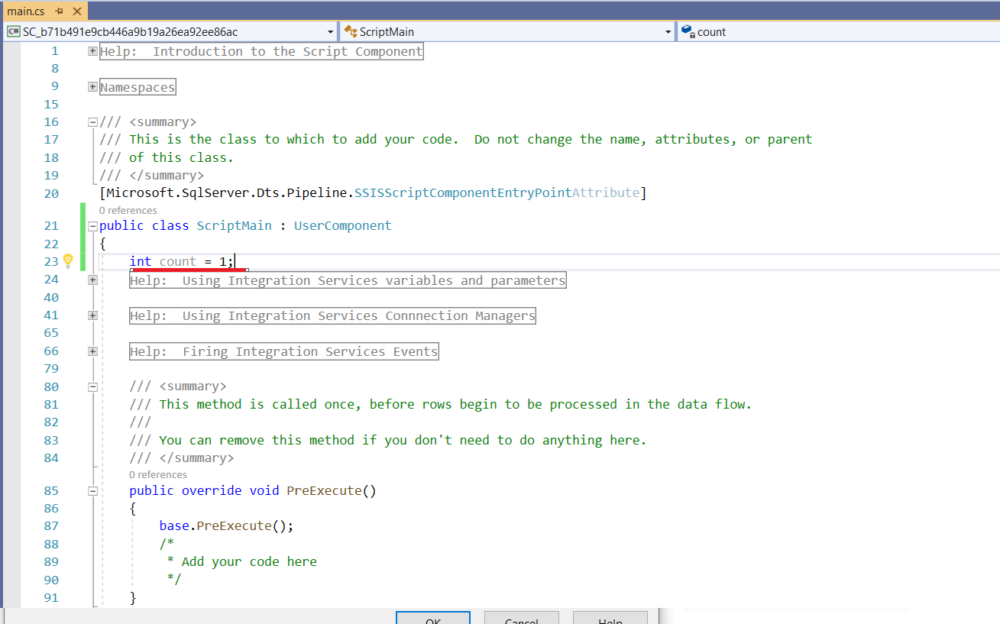 main.cs
SC_b71b491e9cb446a9b19a26ea92ee86ac ScriptMain count
1 Help:  Introduction to the Script Component
8
9 Namespaces
15
16 /// <summary>
17 /// This is the class to which to add your code.  Do not change the name, attributes, or parent
18 /// of this class.
19 /// </summary>
20 [Microsoft.SqlServer.Dts.Pipeline.SSISScriptComponentEntryPointAttribute]
0 references
21 public class ScriptMain : UserComponent
22 {
23 int count = 1;
24 Help:  Using Integration Services variables and parameters
40
41 Help:  Using Integration Services Connnection Managers
65
66 Help:  Firing Integration Services Events
79
80 /// <summary>
81 /// This method is called once, before rows begin to be processed in the data flow.
82 ///
83 /// You can remove this method if you don't need to do anything here.
84 /// </summary>
0 references
85 public override void PreExecute()
86 {
87 base.PreExecute();
88 /*
89 * Add your code here
90 */
91 }
OK Cancel Help